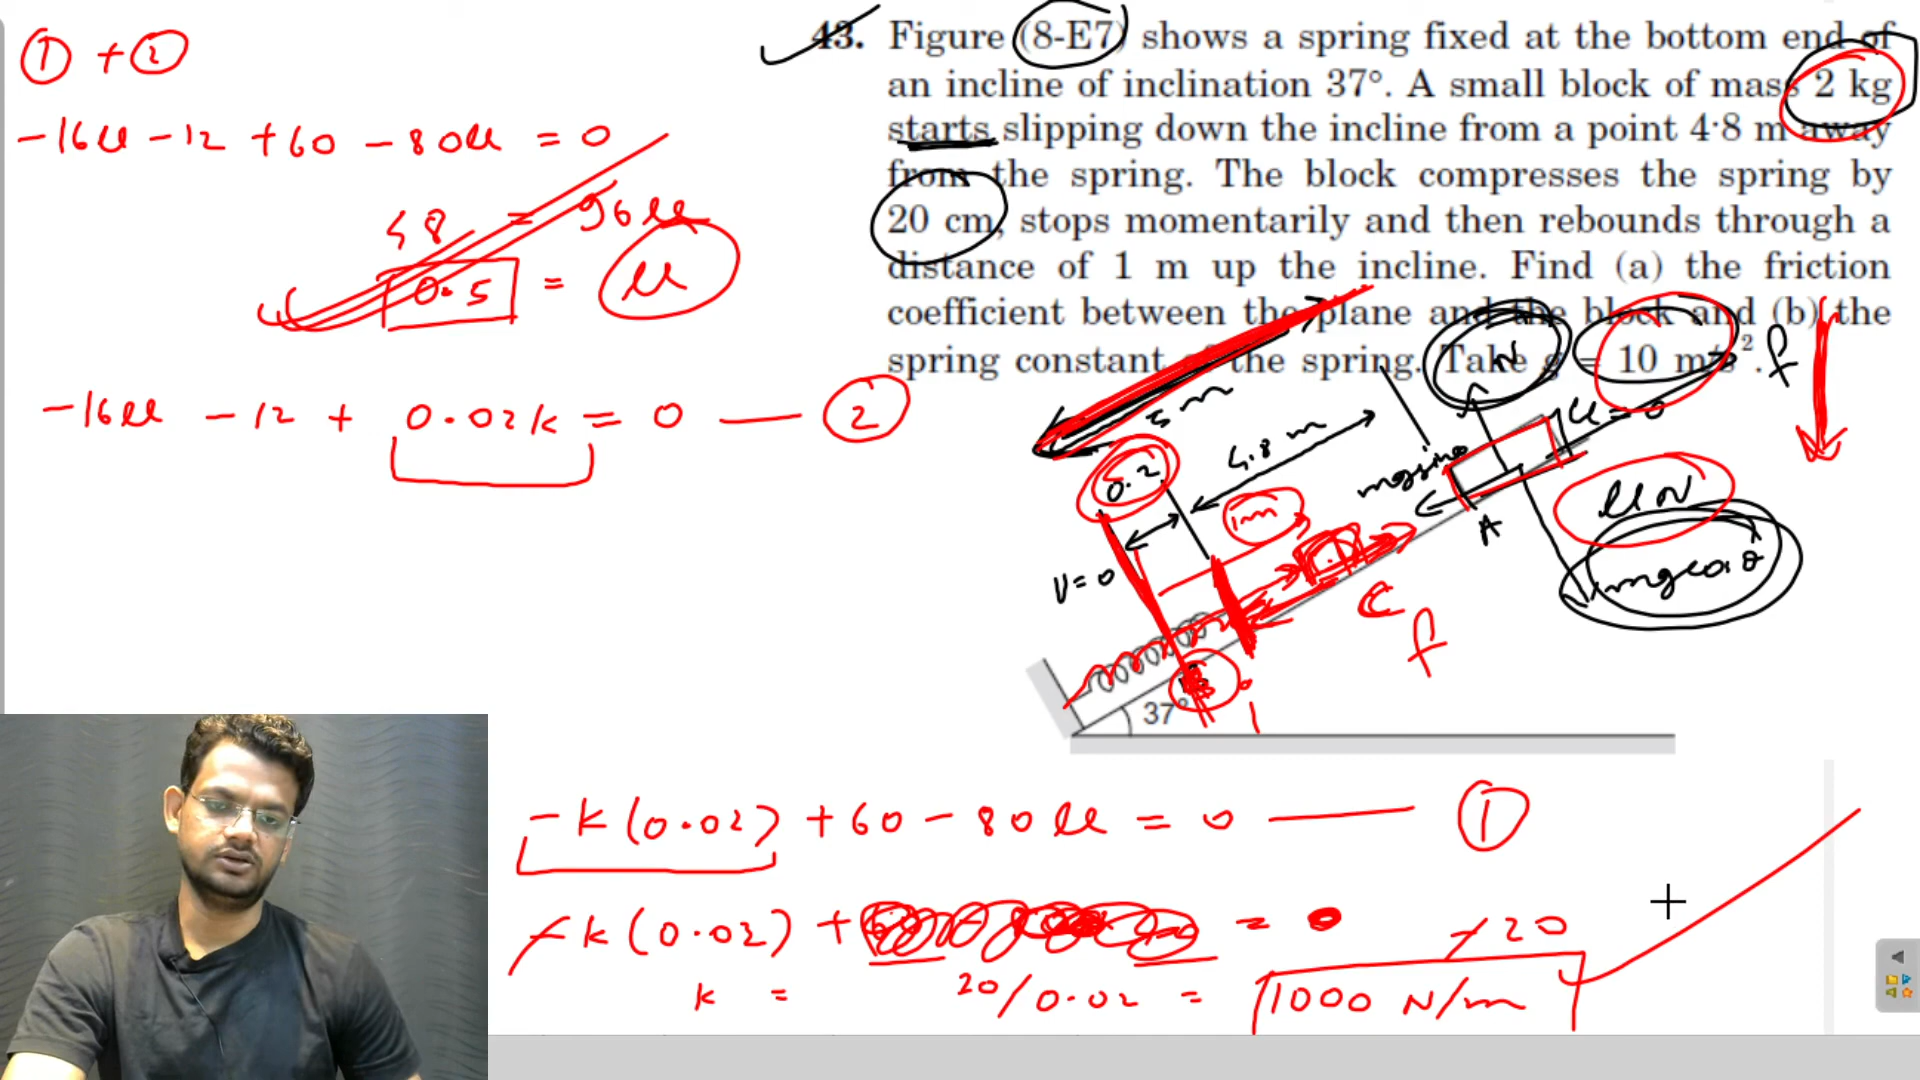 ① + ②
-16μ - 12 + 60 - 80μ = 0
48 = 96μ
0.5 = μ
-16μ - 12 + 0.02k = 0 — ②
43. Figure (8-E7) shows a spring fixed at the bottom end of
an incline of inclination 37°. A small block of mass 2 kg
starts slipping down the incline from a point 4·8 m away
from the spring. The block compresses the spring by
20 cm, stops momentarily and then rebounds through a
distance of 1 m up the incline. Find (a) the friction
coefficient between the plane and the block and (b) the
spring constant of the spring. Take g = 10 m/s².
f
N
5 m
4.8 m
u = 0
0.2
mg sinθ
1m
μN
A
mg cosθ
V = 0
C
f
B
37°
-k(0.02) + 60 - 80μ = 0 — ①
-k(0.02) + = -20
k = 20/0.02 = 1000 N/m